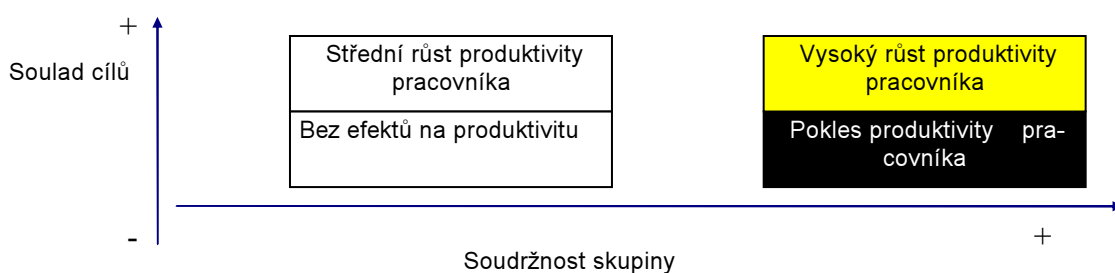 +
Soulad cílů
Střední růst produktivity
pracovníka
Vysoký růst produktivity
pracovníka
Bez efektů na produktivitu
Pokles produktivity pra-
covníka
-
+
Soudržnost skupiny